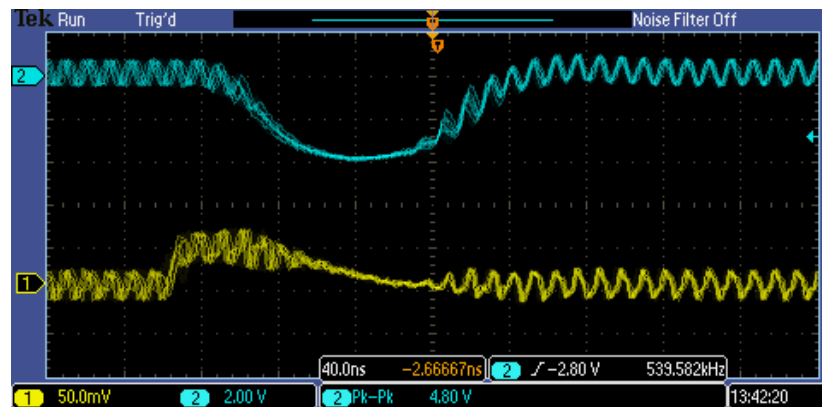 Tek Run Trig'd Noise Filter Off
T
2
1
40.0ns -2.66667ns 2 -2.80 V 539.582kHz
1 50.0mV 2 2.00 V 2 Pk-Pk 4.80 V 13:42:20